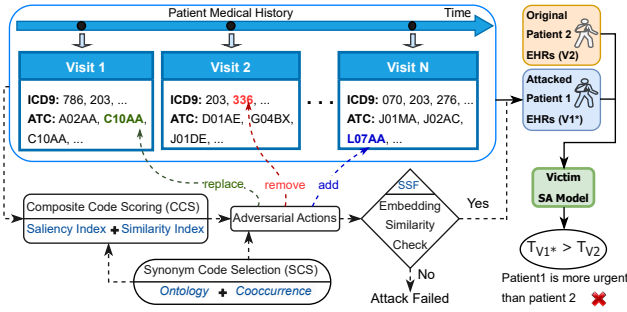 Patient Medical History
Time
Visit 1
ICD9: 786, 203, ...
ATC: A02AA, C10AA,
C10AA, ...
Visit 2
ICD9: 203, 336, ...
ATC: D01AE, G04BX,
J01DE, ...
. . .
Visit N
ICD9: 070, 203, 276, ...
ATC: J01MA, J02AC,
L07AA, ...
Original
Patient 2
EHRs (V2)
Attacked
Patient 1
EHRs (V1*)
replace
remove
add
Composite Code Scoring (CCS)
Saliency Index + Similarity Index
Adversarial Actions
SSF
Embedding
Similarity
Check
Yes
No
Attack Failed
Synonym Code Selection (SCS)
Ontology + Cooccurrence
Victim
SA Model
TV1* > TV2
Patient1 is more urgent
than patient 2